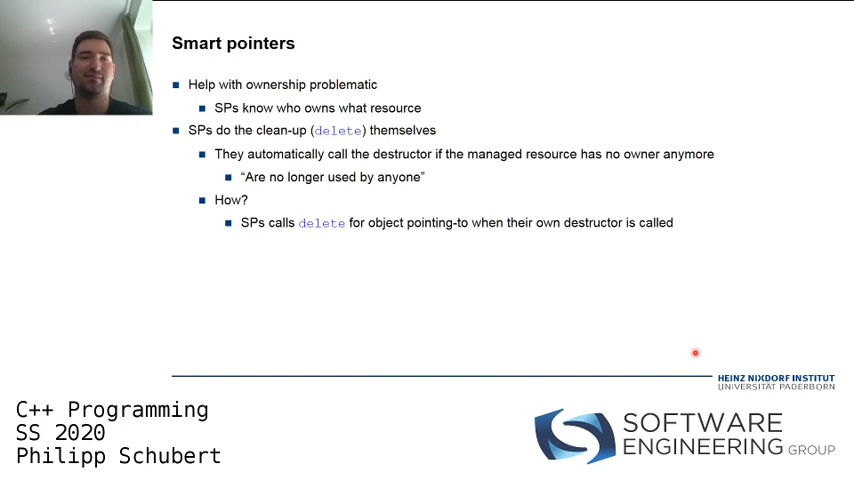 Smart pointers
Help with ownership problematic
SPs know who owns what resource
SPs do the clean-up (delete) themselves
They automatically call the destructor if the managed resource has no owner anymore
“Are no longer used by anyone”
How?
SPs calls delete for object pointing-to when their own destructor is called
HEINZ NIXDORF INSTITUT
UNIVERSITÄT PADERBORN
C++ Programming
SS 2020
Philipp Schubert
SOFTWARE
ENGINEERING GROUP